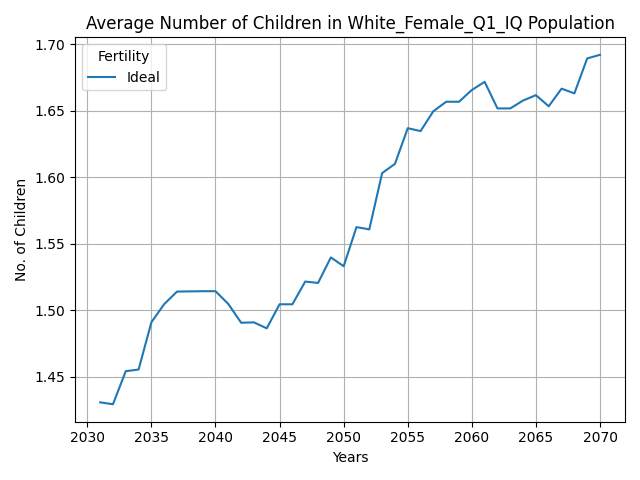 Average Number of Children in White_Female_Q1_IQ Population
Fertility
Ideal
No. of Children
1.70
1.65
1.60
1.55
1.50
1.45
2030 2035 2040 2045 2050 2055 2060 2065 2070
Years